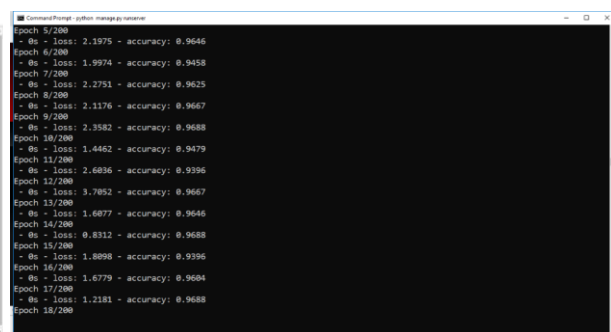 Command Prompt - python manage.py runserver
Epoch 5/200
- 0s - loss: 2.1975 - accuracy: 0.9646
Epoch 6/200
- 0s - loss: 1.9974 - accuracy: 0.9458
Epoch 7/200
- 0s - loss: 2.2751 - accuracy: 0.9625
Epoch 8/200
- 0s - loss: 2.1176 - accuracy: 0.9667
Epoch 9/200
- 0s - loss: 2.3582 - accuracy: 0.9688
Epoch 10/200
- 0s - loss: 1.4462 - accuracy: 0.9479
Epoch 11/200
- 0s - loss: 2.6036 - accuracy: 0.9396
Epoch 12/200
- 0s - loss: 3.7052 - accuracy: 0.9667
Epoch 13/200
- 0s - loss: 1.6077 - accuracy: 0.9646
Epoch 14/200
- 0s - loss: 0.8312 - accuracy: 0.9688
Epoch 15/200
- 0s - loss: 1.8098 - accuracy: 0.9396
Epoch 16/200
- 0s - loss: 1.6779 - accuracy: 0.9604
Epoch 17/200
- 0s - loss: 1.2181 - accuracy: 0.9688
Epoch 18/200